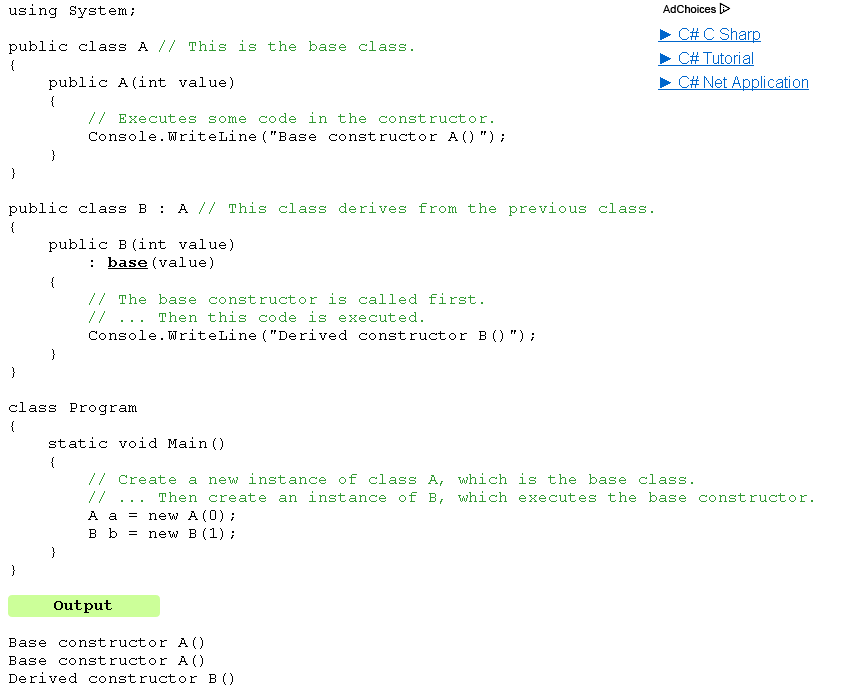 using System;
public class A // This is the base class.
{
    public A(int value)
    {
        // Executes some code in the constructor.
        Console.WriteLine("Base constructor A()");
    }
}
public class B : A // This class derives from the previous class.
{
    public B(int value)
        : base(value)
    {
        // The base constructor is called first.
        // ... Then this code is executed.
        Console.WriteLine("Derived constructor B()");
    }
}
class Program
{
    static void Main()
    {
        // Create a new instance of class A, which is the base class.
        // ... Then create an instance of B, which executes the base constructor.
        A a = new A(0);
        B b = new B(1);
    }
}
Output
Base constructor A()
Base constructor A()
Derived constructor B()
AdChoices
► C# C Sharp
► C# Tutorial
► C# Net Application